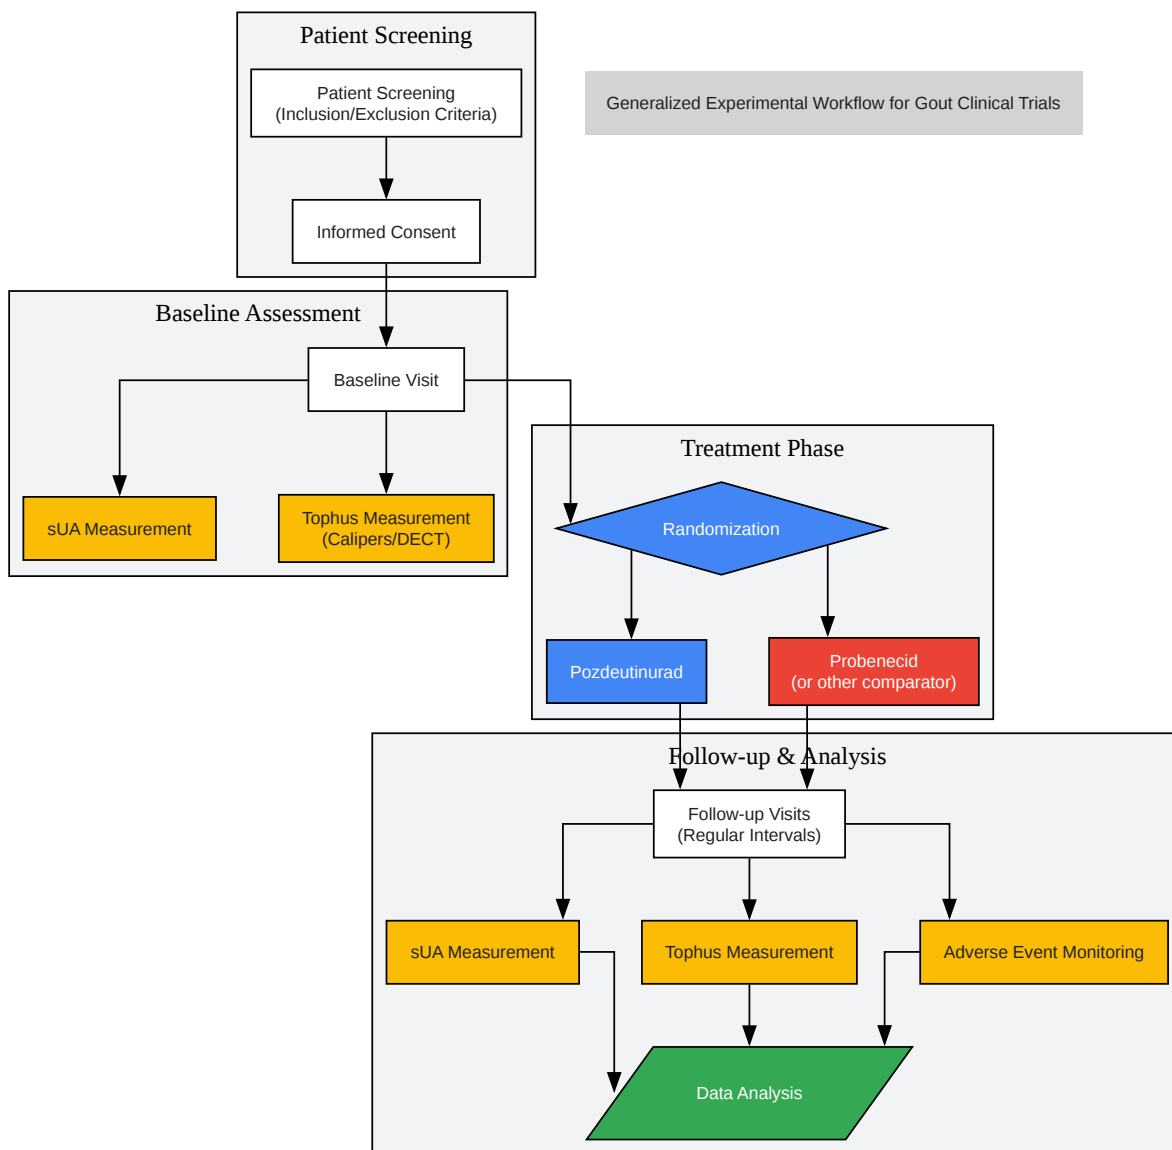 Patient Screening
Patient Screening
(Inclusion/Exclusion Criteria)
Generalized Experimental Workflow for Gout Clinical Trials
Informed Consent
Baseline Assessment
Baseline Visit
sUA Measurement
Tophus Measurement
(Calipers/DECT)
Treatment Phase
Randomization
Pozdeutinurad
Probenecid
(or other comparator)
Follow-up & Analysis
Follow-up Visits
(Regular Intervals)
sUA Measurement
Tophus Measurement
Adverse Event Monitoring
Data Analysis